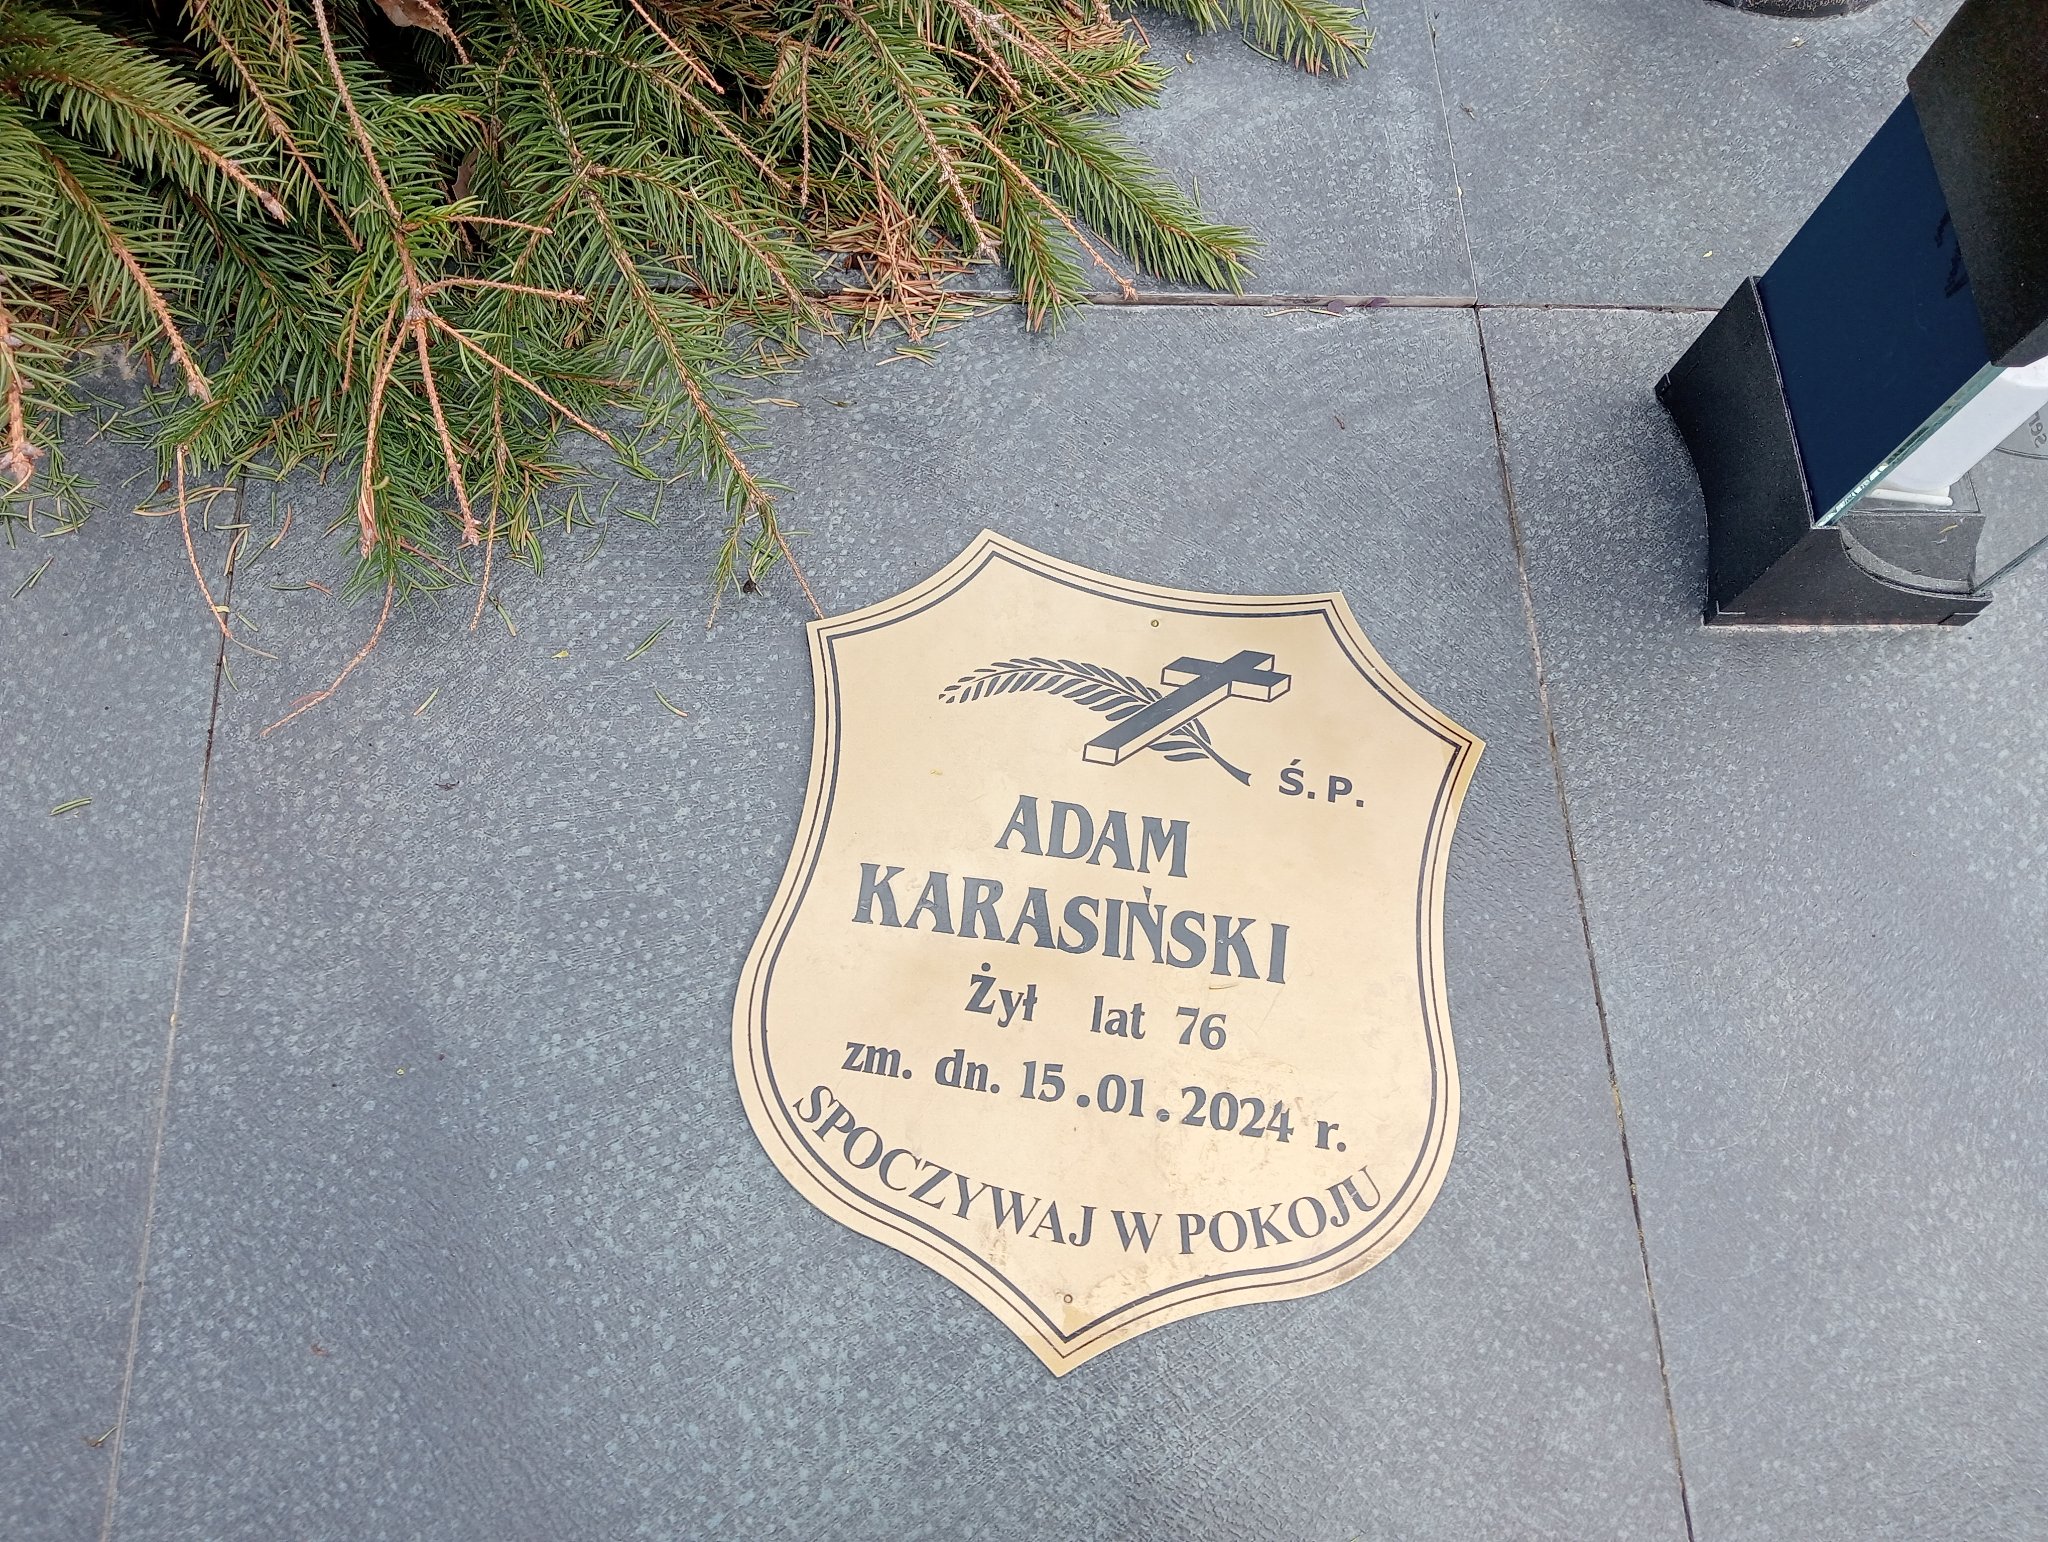 Ś.P.
ADAM
KARASIŃSKI
Żył lat 76
zm. dn. 15.01.2024 r.
SPOCZYWAJ W POKOJU